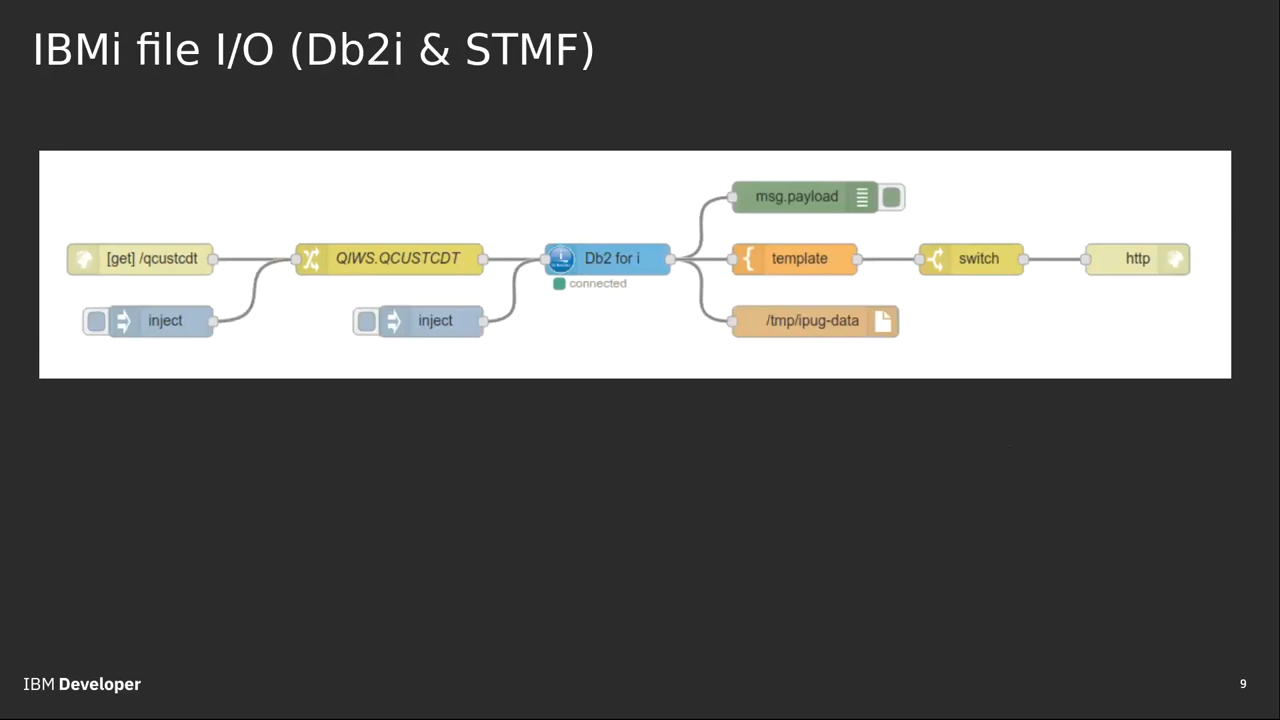 IBMi file I/O (Db2i & STMF)
msg.payload
[get] /qcustcdt
QIWS.QCUSTCDT
Db2 for i
template
switch
http
connected
inject
inject
/tmp/ipug-data
IBM Developer
9